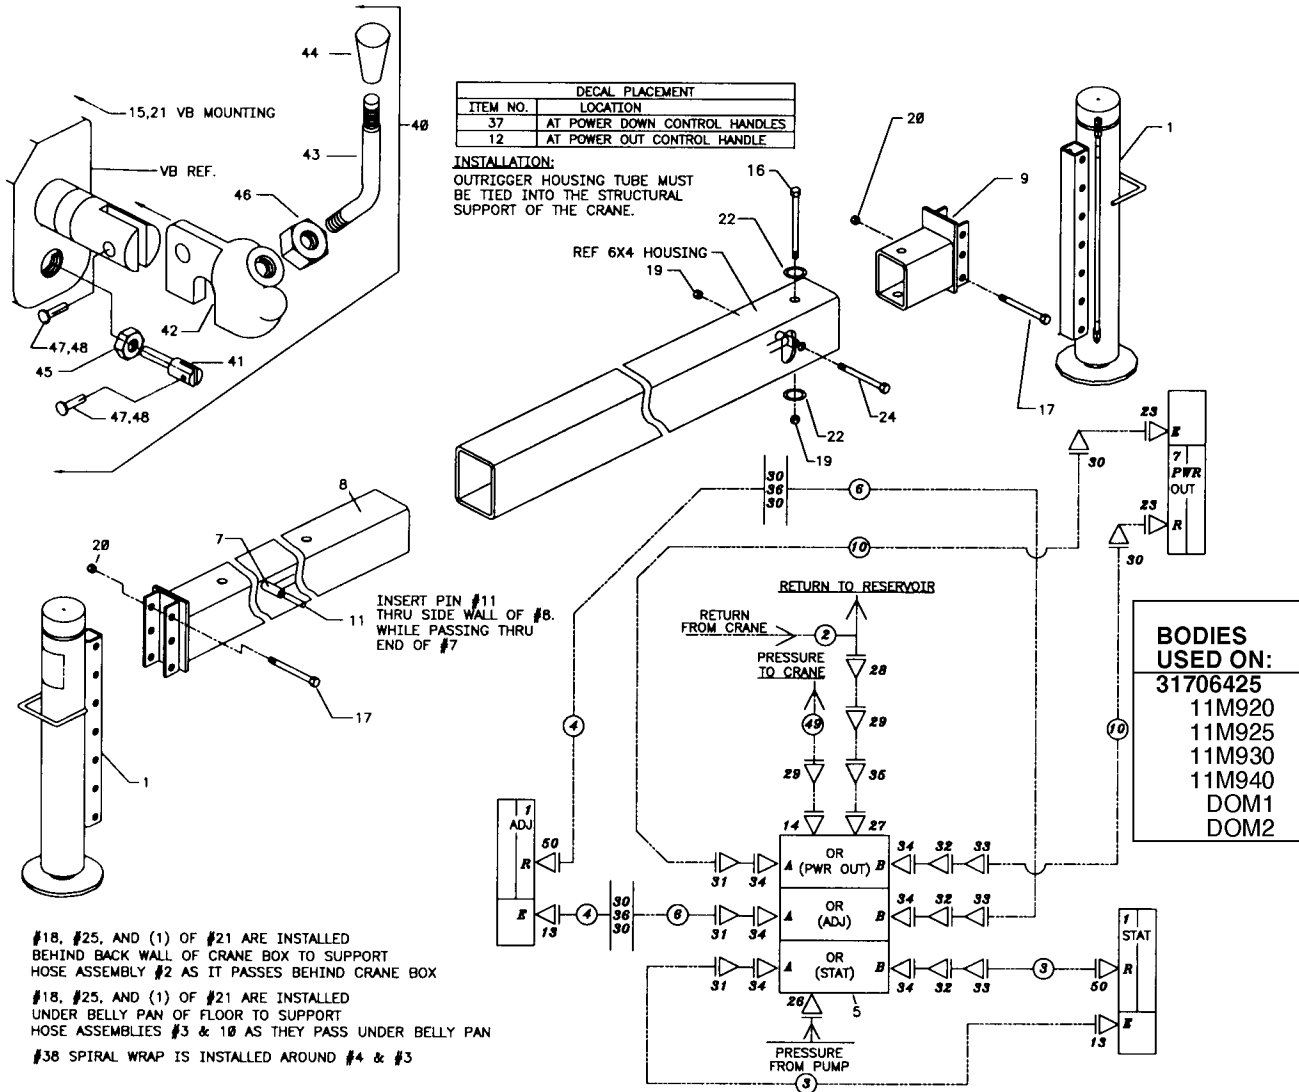 44
15,21 VB MOUNTING
40
43
VB REF.
46
42
47,48
45
41
47,48
DECAL PLACEMENT
ITEM NO. LOCATION
37 AT POWER DOWN CONTROL HANDLES
12 AT POWER OUT CONTROL HANDLE
INSTALLATION:
OUTRIGGER HOUSING TUBE MUST
BE TIED INTO THE STRUCTURAL
SUPPORT OF THE CRANE.
16
22
REF 6X4 HOUSING
19
24
22
19
20
9
1
17
8
7
20
11
INSERT PIN #11
THRU SIDE WALL OF #8.
WHILE PASSING THRU
END OF #7
17
1
30
36
30
6
10
23
E
30
7
PWR
OUT
23
R
30
10
RETURN TO RESERVOIR
RETURN
FROM CRANE
2
PRESSURE
TO CRANE
28
49
29
29
35
14
27
4
1
ADJ
50
R
E
13
4
30
36
30
6
OR
(PWR OUT)
A
B
31
34
34
32
33
OR
(ADJ)
A
B
31
34
34
32
33
OR
(STAT)
A
B
31
34
34
32
33
3
26
5
PRESSURE
FROM PUMP
3
1
STAT
50
R
13
E
BODIES
USED ON:
31706425
11M920
11M925
11M930
11M940
DOM1
DOM2
#18, #25, AND (1) OF #21 ARE INSTALLED
BEHIND BACK WALL OF CRANE BOX TO SUPPORT
HOSE ASSEMBLY #2 AS IT PASSES BEHIND CRANE BOX
#18, #25, AND (1) OF #21 ARE INSTALLED
UNDER BELLY PAN OF FLOOR TO SUPPORT
HOSE ASSEMBLIES #3 & 10 AS THEY PASS UNDER BELLY PAN
#38 SPIRAL WRAP IS INSTALLED AROUND #4 & #3